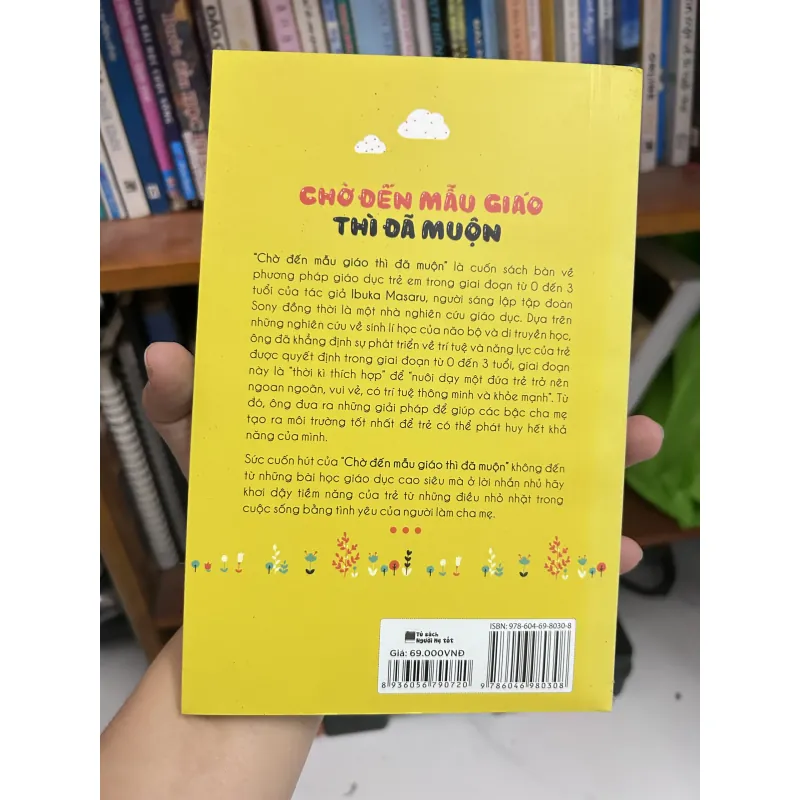 CHỜ ĐẾN MẪU GIÁO
THÌ ĐÃ MUỘN
"Chờ đến mẫu giáo thì đã muộn" là cuốn sách bàn về
phương pháp giáo dục trẻ em trong giai đoạn từ 0 đến 3
tuổi của tác giả Ibuka Masaru, người sáng lập tập đoàn
Sony đồng thời là một nhà nghiên cứu giáo dục. Dựa trên
những nghiên cứu về sinh lí học của não bộ và di truyền học,
ông đã khẳng định sự phát triển về trí tuệ và năng lực của trẻ
được quyết định trong giai đoạn từ 0 đến 3 tuổi, giai đoạn
này là "thời kì thích hợp" để "nuôi dạy một đứa trẻ trở nên
ngoan ngoãn, vui vẻ, có trí tuệ thông minh và khỏe mạnh". Từ
đó, ông đưa ra những giải pháp để giúp các bậc cha mẹ
tạo ra môi trường tốt nhất để trẻ có thể phát huy hết khả
năng của mình.
Sức cuốn hút của "Chờ đến mẫu giáo thì đã muộn" không đến
từ những bài học giáo dục cao siêu mà ở lời nhắn nhủ hãy
khơi dậy tiềm năng của trẻ từ những điều nhỏ nhặt trong
cuộc sống bằng tình yêu của người làm cha mẹ.
Tủ sách
Người Mẹ tốt
Giá: 69.000VNĐ
8 936056 790720
ISBN: 978-604-69-8030-8
9 786046 980308